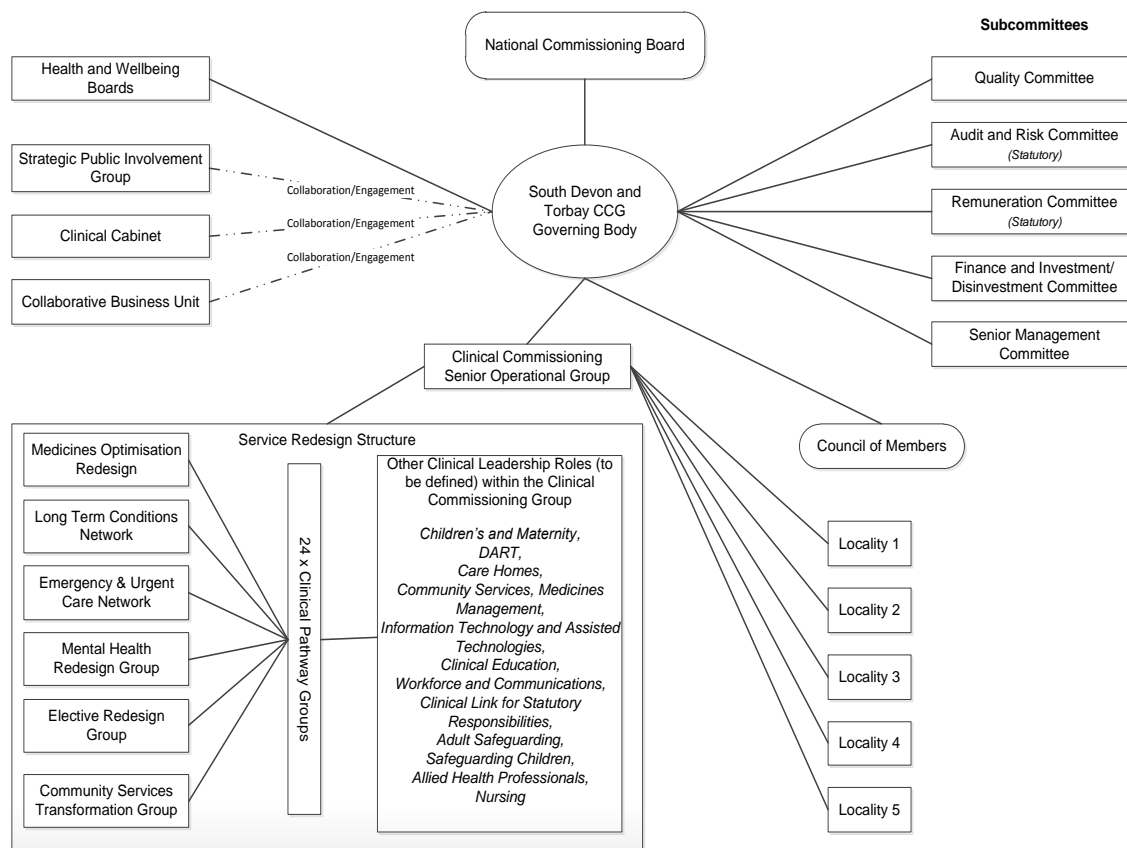 National Commissioning Board
Subcommittees
Health and Wellbeing
Boards
Strategic Public Involvement
Group
Clinical Cabinet
Collaborative Business Unit
Collaboration/Engagement
Collaboration/Engagement
Collaboration/Engagement
South Devon and
Torbay CCG
Governing Body
Quality Committee
Audit and Risk Committee
(Statutory)
Remuneration Committee
(Statutory)
Finance and Investment/
Disinvestment Committee
Senior Management
Committee
Clinical Commissioning
Senior Operational Group
Council of Members
Service Redesign Structure
Medicines Optimisation
Redesign
Long Term Conditions
Network
Emergency & Urgent
Care Network
Mental Health
Redesign Group
Elective Redesign
Group
Community Services
Transformation Group
24 x Clinical Pathway Groups
Other Clinical Leadership Roles (to
be defined) within the Clinical
Commissioning Group
Children's and Maternity,
DART,
Care Homes,
Community Services, Medicines
Management,
Information Technology and Assisted
Technologies,
Clinical Education,
Workforce and Communications,
Clinical Link for Statutory
Responsibilities,
Adult Safeguarding,
Safeguarding Children,
Allied Health Professionals,
Nursing
Locality 1
Locality 2
Locality 3
Locality 4
Locality 5